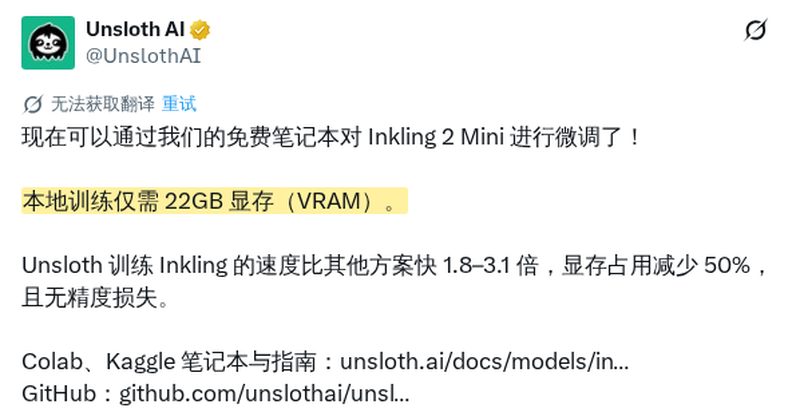 Unsloth AI
@UnslothAI
无法获取翻译 重试
现在可以通过我们的免费笔记本对 Inkling 2 Mini 进行微调了！
本地训练仅需 22GB 显存（VRAM）。
Unsloth 训练 Inkling 的速度比其他方案快 1.8–3.1 倍，显存占用减少 50%，
且无精度损失。
Colab、Kaggle 笔记本与指南：unsloth.ai/docs/models/in...
GitHub：github.com/unslothai/unsl...